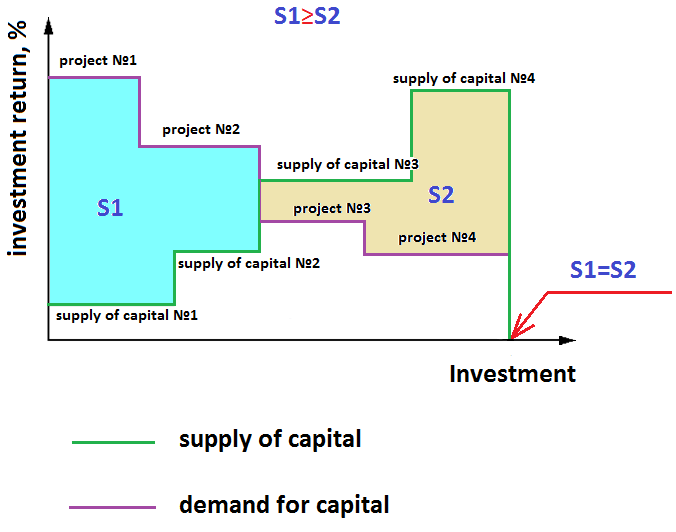 S1≥S2
investment return, %
project №1
project №2
supply of capital №4
supply of capital №3
S1
S2
project №3
project №4
supply of capital №2
S1=S2
supply of capital №1
Investment
supply of capital
demand for capital